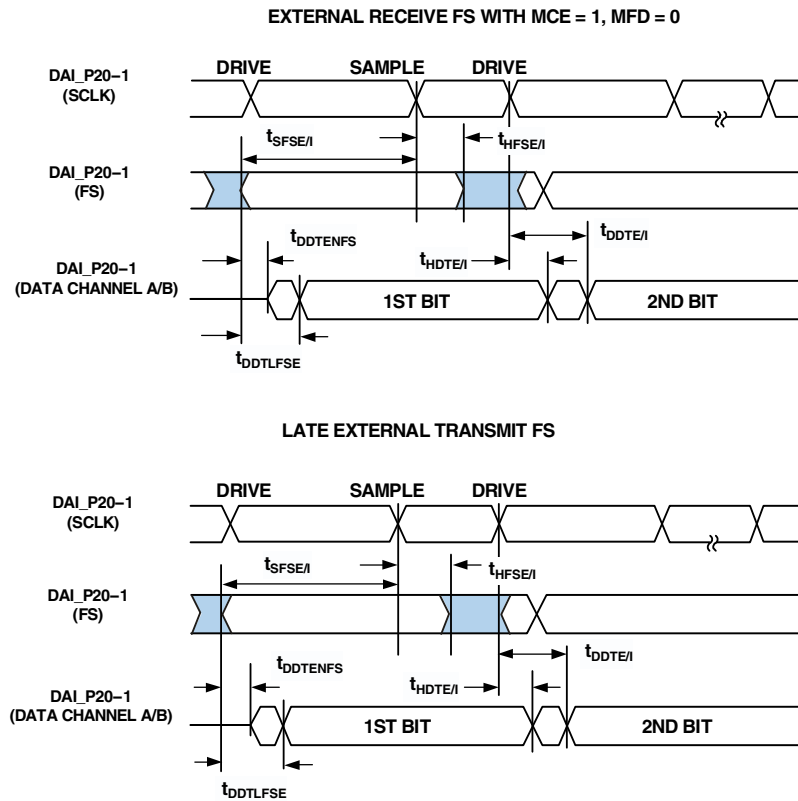 EXTERNAL RECEIVE FS WITH MCE = 1, MFD = 0
DRIVE SAMPLE DRIVE
DAI_P20–1
(SCLK)
tSFSE/I
tHFSE/I
DAI_P20–1
(FS)
tDDTENFS
tHDTE/I
tDDTE/I
DAI_P20–1
(DATA CHANNEL A/B)
1ST BIT 2ND BIT
tDDTLFSE
LATE EXTERNAL TRANSMIT FS
DRIVE SAMPLE DRIVE
DAI_P20–1
(SCLK)
tSFSE/I
tHFSE/I
DAI_P20–1
(FS)
tDDTENFS
tHDTE/I
tDDTE/I
DAI_P20–1
(DATA CHANNEL A/B)
1ST BIT 2ND BIT
tDDTLFSE